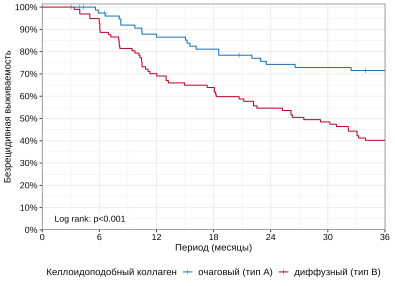 100%
90%
80%
70%
60%
50%
40%
30%
20%
10%
0%
Безрецидивная выживаемость
Log rank: p<0.001
0 6 12 18 24 30 36
Период (месяцы)
Келлоидоподобный коллаген очаговый (тип А) диффузный (тип В)